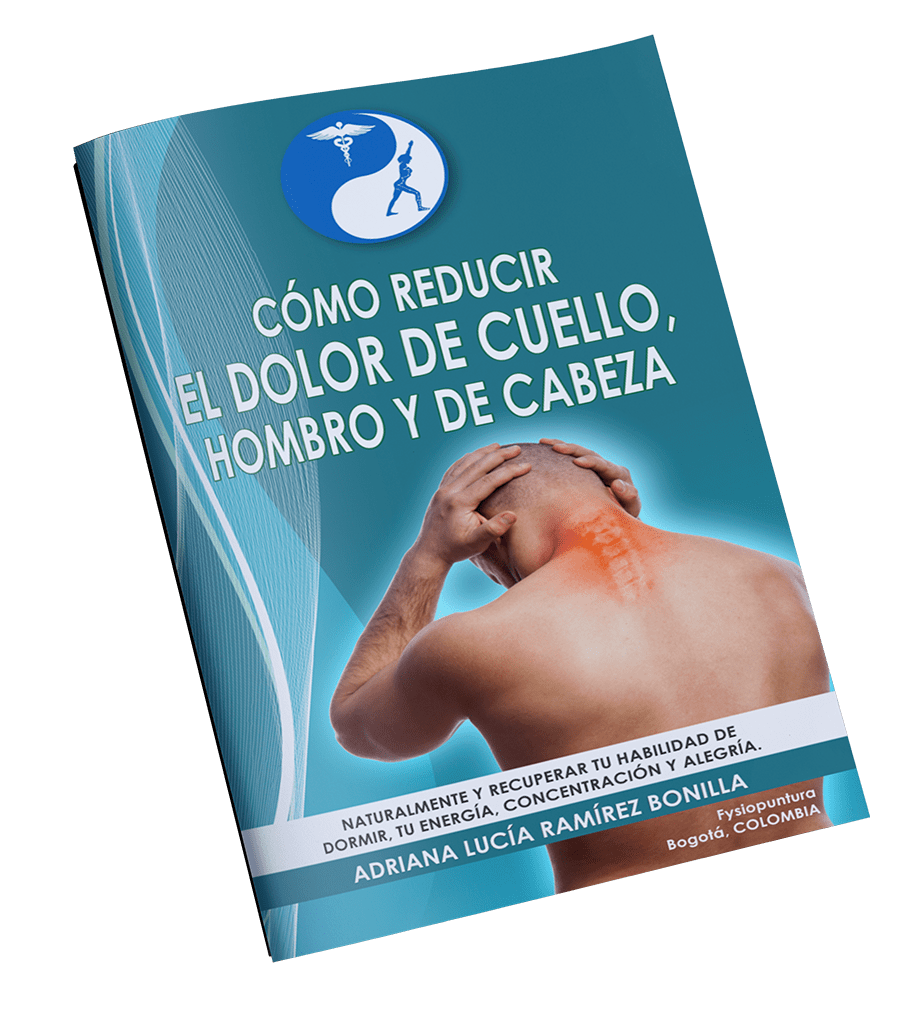 CÓMO REDUCIR
EL DOLOR DE CUELLO,
HOMBRO Y DE CABEZA
NATURALMENTE Y RECUPERAR TU HABILIDAD DE
DORMIR, TU ENERGÍA, CONCENTRACIÓN Y ALEGRÍA.
ADRIANA LUCÍA RAMÍREZ BONILLA
Fysiopuntura
Bogotá, COLOMBIA